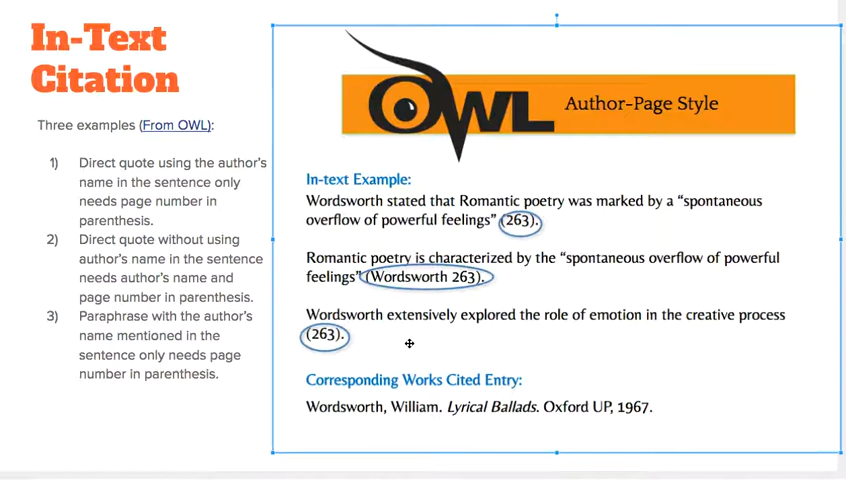 In-Text
Citation
Three examples (From OWL):
1) Direct quote using the author's
name in the sentence only
needs page number in
parenthesis.
2) Direct quote without using
author's name in the sentence
needs author's name and
page number in parenthesis.
3) Paraphrase with the author's
name mentioned in the
sentence only needs page
number in parenthesis.
OWL Author-Page Style
In-text Example:
Wordsworth stated that Romantic poetry was marked by a “spontaneous
overflow of powerful feelings” (263).
Romantic poetry is characterized by the “spontaneous overflow of powerful
feelings” (Wordsworth 263).
Wordsworth extensively explored the role of emotion in the creative process
(263).
Corresponding Works Cited Entry:
Wordsworth, William. Lyrical Ballads. Oxford UP, 1967.